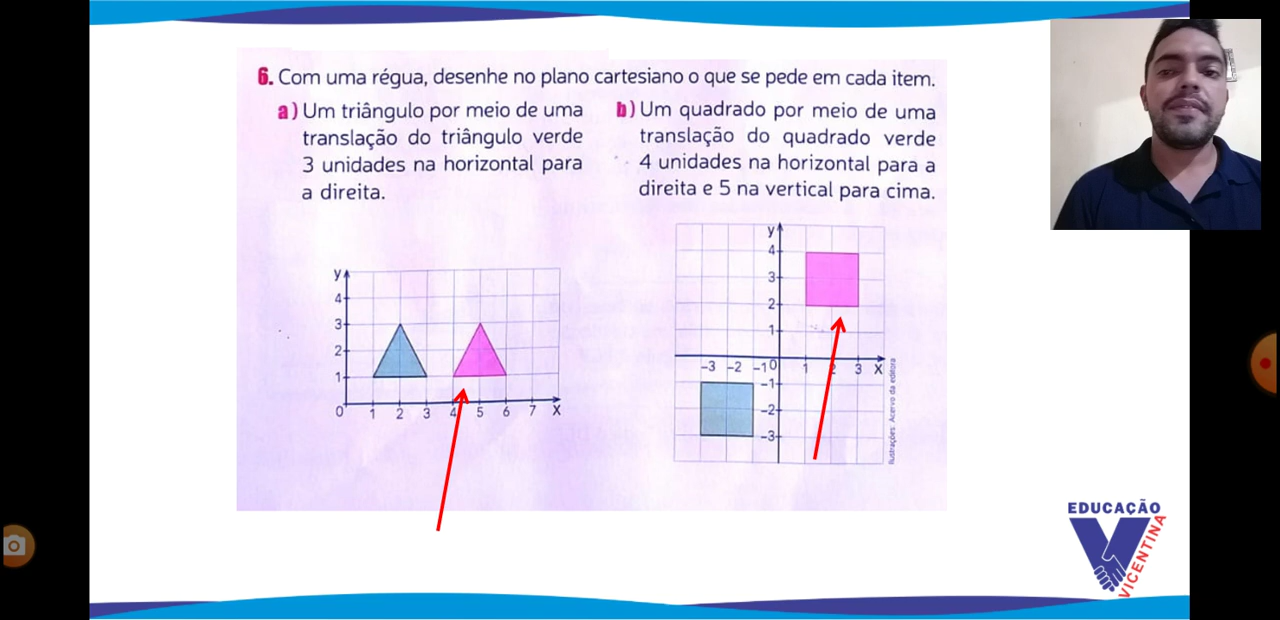 6. Com uma régua, desenhe no plano cartesiano o que se pede em cada item.
a) Um triângulo por meio de uma
translação do triângulo verde
3 unidades na horizontal para
a direita.
b) Um quadrado por meio de uma
translação do quadrado verde
4 unidades na horizontal para a
direita e 5 na vertical para cima.
y
4
3
2
1
0 1 2 3 4 5 6 7 X
y
4
3
2
1
-3 -2 -1 0 1 2 3 X
-1
-2
-3
Ilustrações: Acervo da editora
EDUCAÇÃO
VICENTINA